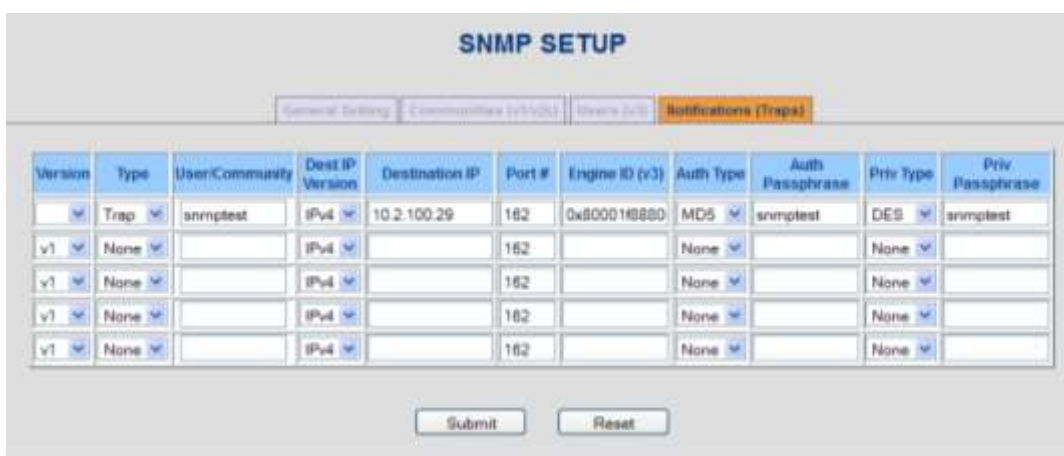 SNMP SETUP
General Setting Communities (v1/v2c) Users (v3) Notifications (Traps)
Version Type User/Community Dest IP Version Destination IP Port # Engine ID (v3) Auth Type Auth Passphrase Priv Type Priv Passphrase
Trap snmptest IPv4 10.2.100.29 162 MD5 snmptest DES snmptest
v1 None IPv4 162 None None
v1 None IPv4 162 None None
v1 None IPv4 162 None None
v1 None IPv4 162 None None
Submit Reset